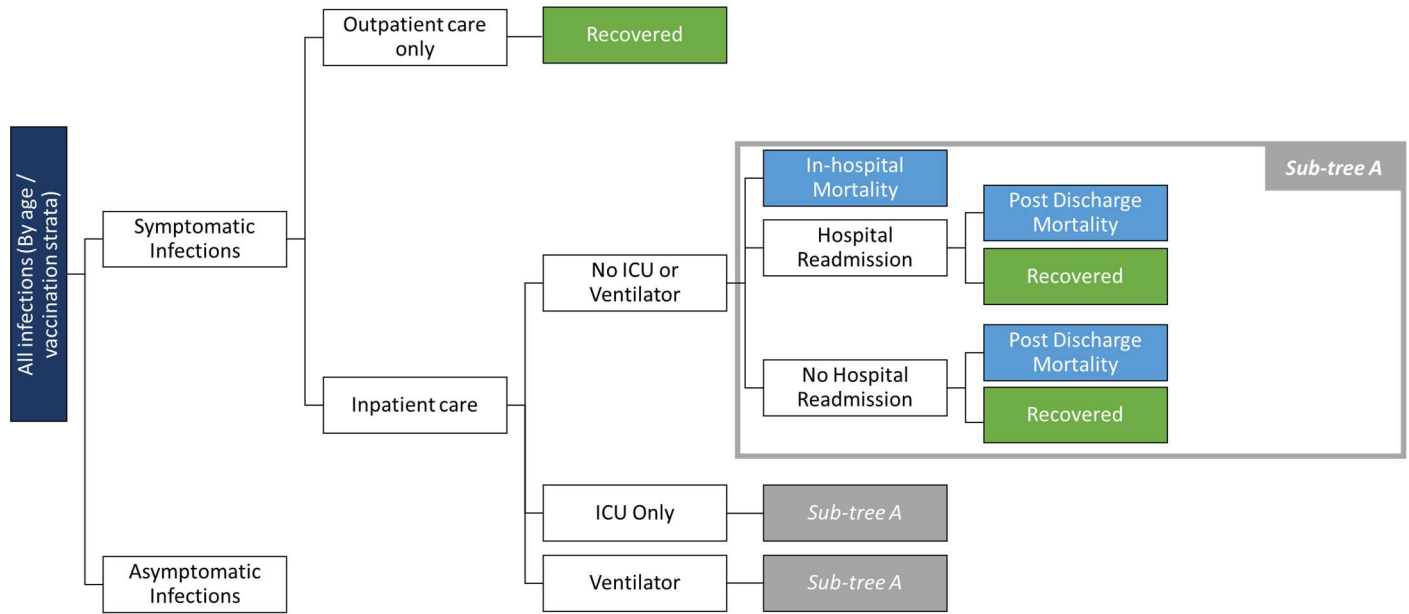 All infections (By age /
vaccination strata)
Symptomatic
Infections
Asymptomatic
Infections
Outpatient care
only
Recovered
Inpatient care
No ICU or
Ventilator
Sub-tree A
In-hospital
Mortality
Hospital
Readmission
Post Discharge
Mortality
Recovered
No Hospital
Readmission
Post Discharge
Mortality
Recovered
ICU Only
Sub-tree A
Ventilator
Sub-tree A